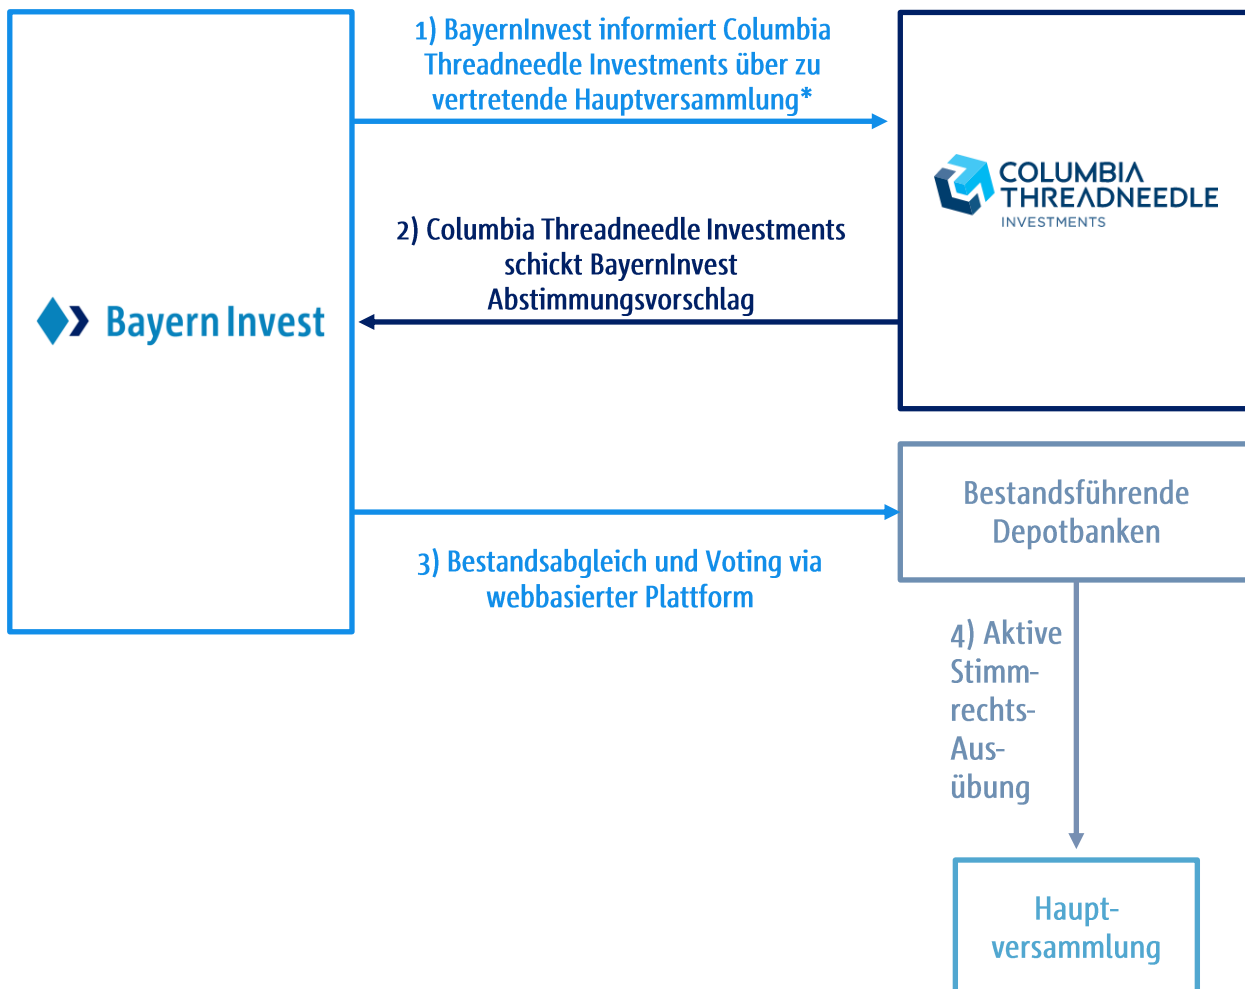 1) BayernInvest informiert Columbia
Threadneedle Investments über zu
vertretende Hauptversammlung*
COLUMBIA
THREADNEEDLE
INVESTMENTS
2) Columbia Threadneedle Investments
schickt BayernInvest
Abstimmungsvorschlag
Bayern Invest
Bestandsführende
Depotbanken
3) Bestandsabgleich und Voting via
webbasierter Plattform
4) Aktive
Stimm-
rechts-
Aus-
übung
Haupt-
versammlung